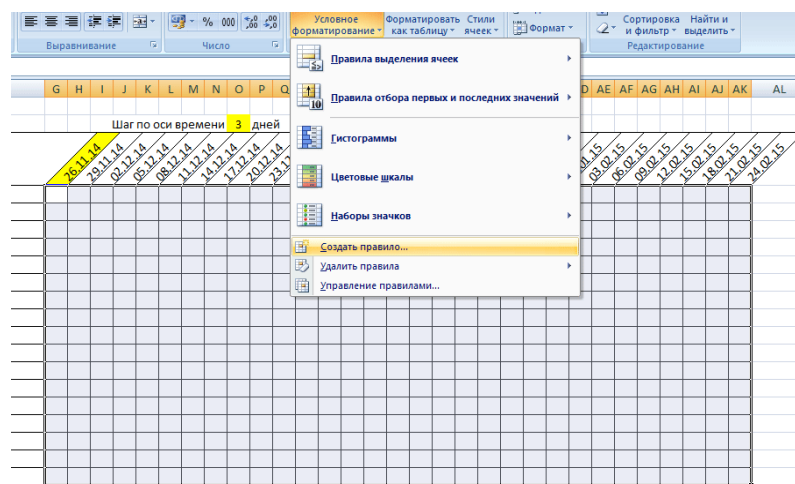 % 000
Условное форматирование
Форматировать как таблицу
Стили ячеек
Формат
Сортировка и фильтр
Найти и выделить
Выравнивание
Число
Редактирование
Правила выделения ячеек
Правила отбора первых и последних значений
Гистограммы
Цветовые шкалы
Наборы значков
Создать правило...
Удалить правила
Управление правилами...
G H I J K L M N O P Q D AE AF AG AH AI AJ AK AL
Шаг по оси времени 3 дней
26.11.14
29.11.14
02.12.14
05.12.14
08.12.14
11.12.14
14.12.14
17.12.14
20.12.14
03.02.15
06.02.15
09.02.15
12.02.15
15.02.15
18.02.15
21.02.15
24.02.15